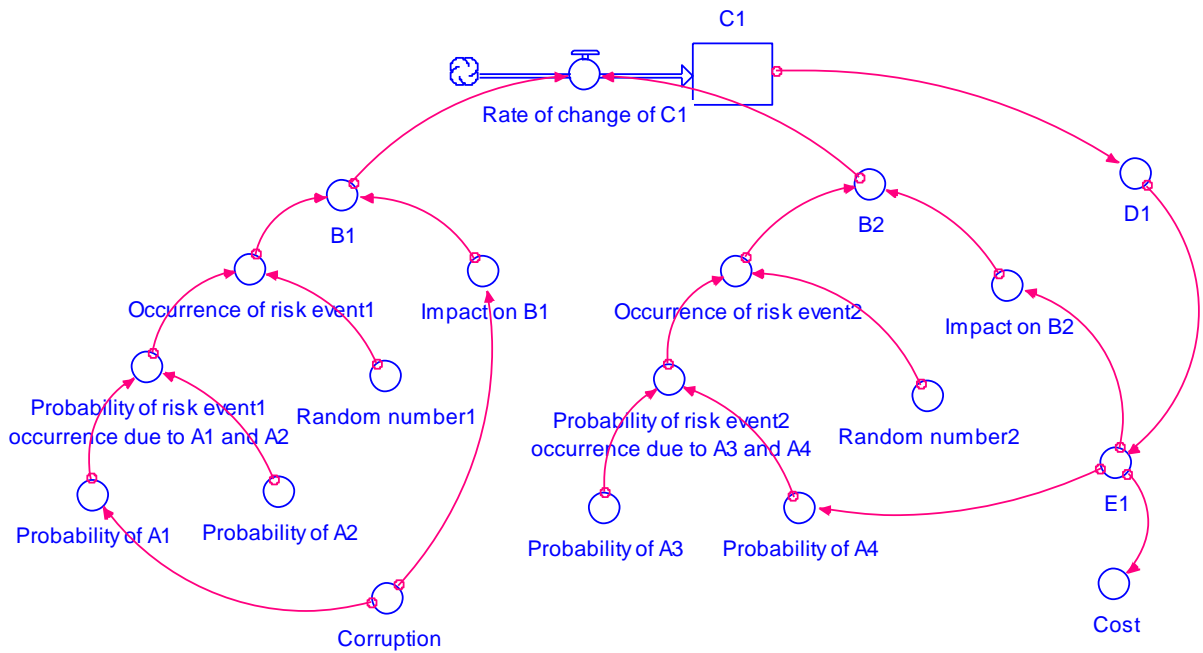 C1
Rate of change of C1
D1
B1
B2
Occurrence of risk event1
Impact on B1
Occurrence of risk event2
Impact on B2
Probability of risk event1
occurrence due to A1 and A2
Random number1
Probability of risk event2
occurrence due to A3 and A4
Random number2
E1
Probability of A1
Probability of A2
Probability of A3
Probability of A4
Cost
Corruption